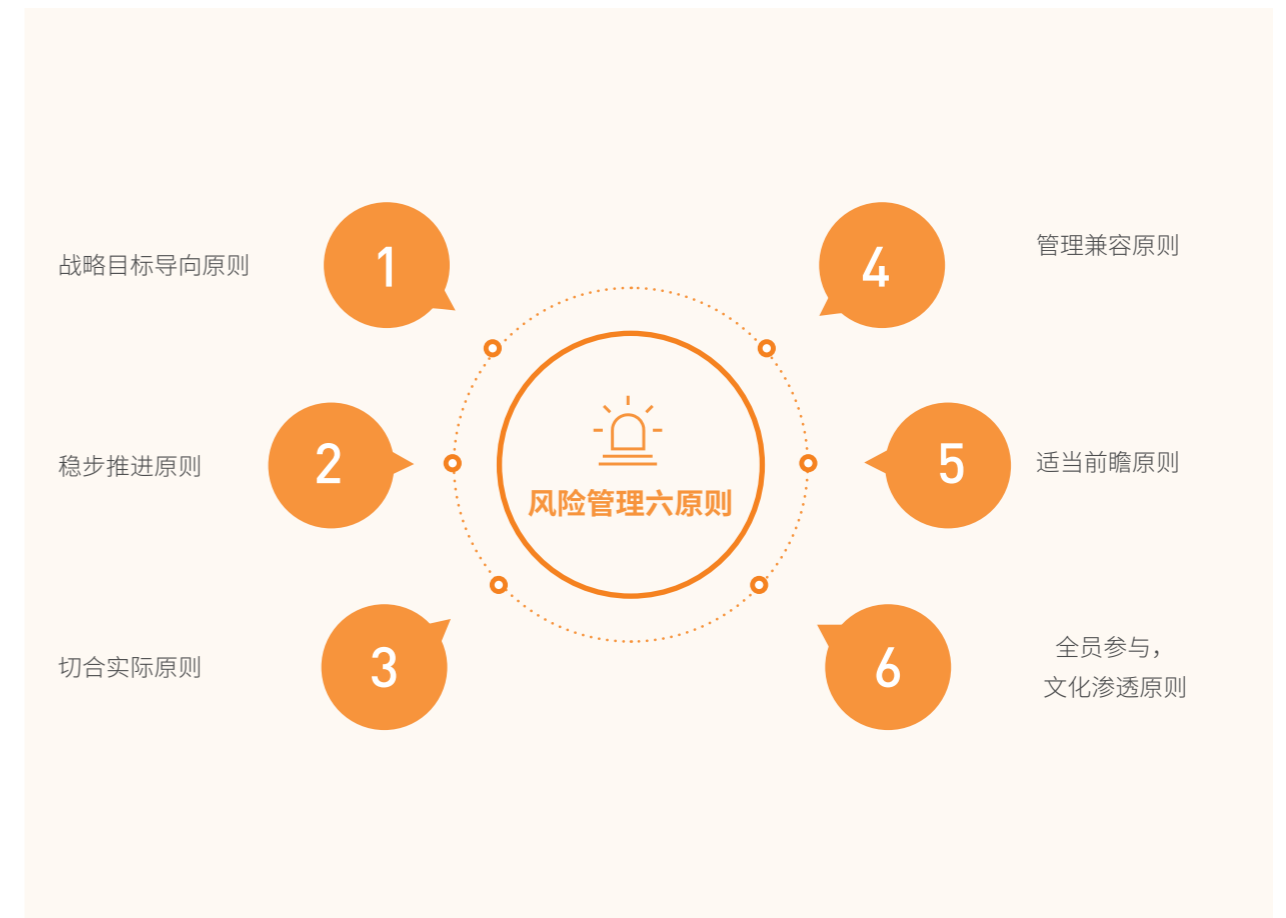 1
战略目标导向原则
2
稳步推进原则
3
切合实际原则
风险管理六原则
4
管理兼容原则
5
适当前瞻原则
6
全员参与，
文化渗透原则